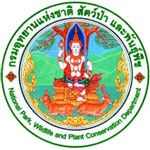 กรมอุทยานแห่งชาติ สัตว์ป่า และพันธุ์พืช
National Park, Wildlife and Plant Conservation Department